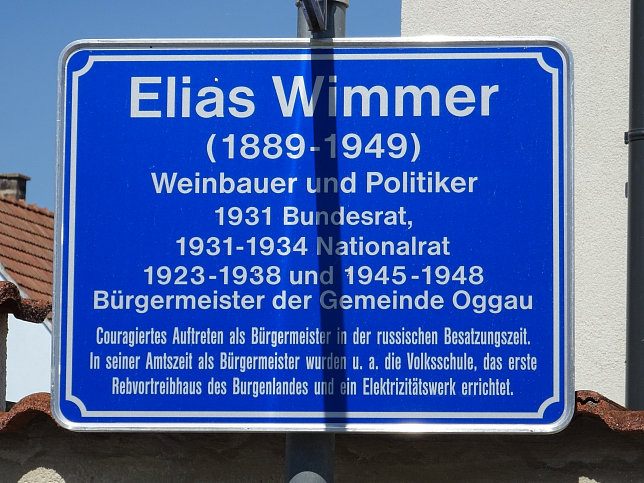 Elias Wimmer
(1889-1949)
Weinbauer und Politiker
1931 Bundesrat,
1931-1934 Nationalrat
1923-1938 und 1945-1948
Bürgermeister der Gemeinde Oggau
Couragiertes Auftreten als Bürgermeister in der russischen Besatzungszeit.
In seiner Amtszeit als Bürgermeister wurden u. a. die Volksschule, das erste
Rebvortreibhaus des Burgenlandes und ein Elektrizitätswerk errichtet.